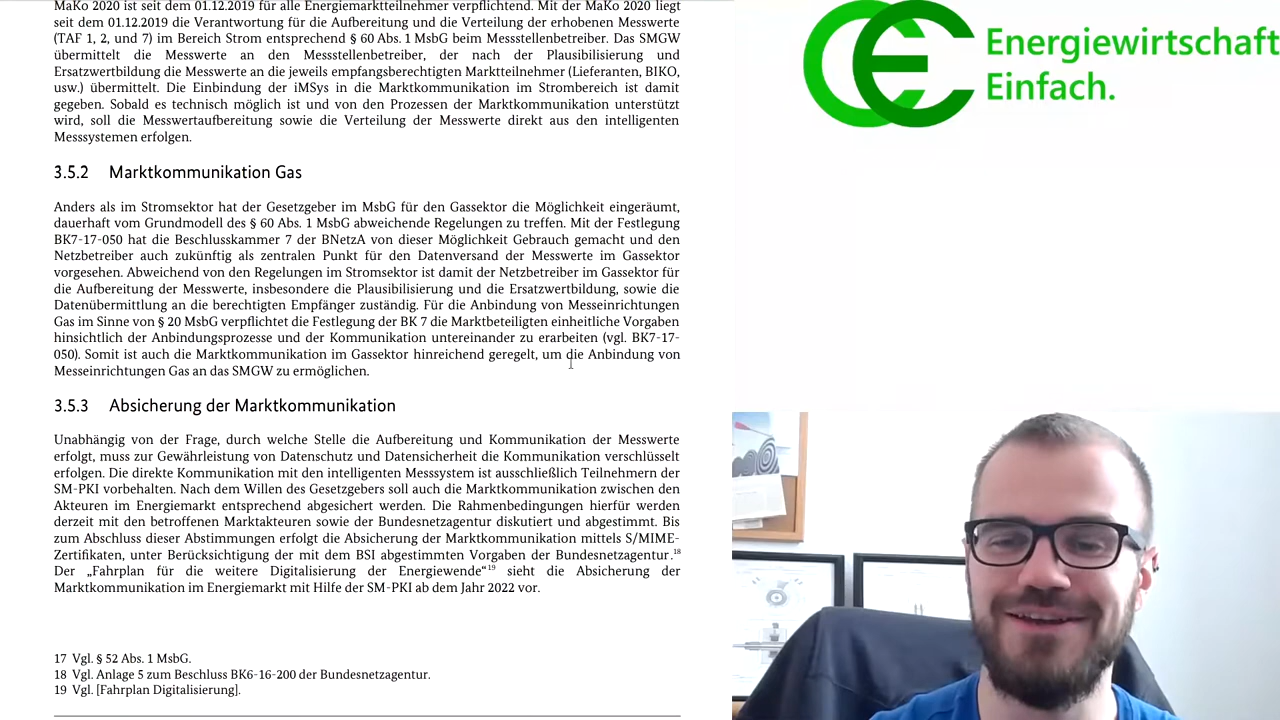 MaKo 2020 ist seit dem 01.12.2019 für alle Energiemarktteilnehmer verpflichtend. Mit der MaKo 2020 liegt
seit dem 01.12.2019 die Verantwortung für die Aufbereitung und die Verteilung der erhobenen Messwerte
(TAF 1, 2, und 7) im Bereich Strom entsprechend § 60 Abs. 1 MsbG beim Messstellenbetreiber. Das SMGW
übermittelt die Messwerte an den Messstellenbetreiber, der nach der Plausibilisierung und
Ersatzwertbildung die Messwerte an die jeweils empfangsberechtigten Marktteilnehmer (Lieferanten, BIKO,
usw.) übermittelt. Die Einbindung der iMSys in die Marktkommunikation im Strombereich ist damit
gegeben. Sobald es technisch möglich ist und von den Prozessen der Marktkommunikation unterstützt
wird, soll die Messwertaufbereitung sowie die Verteilung der Messwerte direkt aus den intelligenten
Messsystemen erfolgen.
3.5.2 Marktkommunikation Gas
Anders als im Stromsektor hat der Gesetzgeber im MsbG für den Gassektor die Möglichkeit eingeräumt,
dauerhaft vom Grundmodell des § 60 Abs. 1 MsbG abweichende Regelungen zu treffen. Mit der Festlegung
BK7-17-050 hat die Beschlusskammer 7 der BNetzA von dieser Möglichkeit Gebrauch gemacht und den
Netzbetreiber auch zukünftig als zentralen Punkt für den Datenversand der Messwerte im Gassektor
vorgesehen. Abweichend von den Regelungen im Stromsektor ist damit der Netzbetreiber im Gassektor für
die Aufbereitung der Messwerte, insbesondere die Plausibilisierung und die Ersatzwertbildung, sowie die
Datenübermittlung an die berechtigten Empfänger zuständig. Für die Anbindung von Messeinrichtungen
Gas im Sinne von § 20 MsbG verpflichtet die Festlegung der BK 7 die Marktbeteiligten einheitliche Vorgaben
hinsichtlich der Anbindungsprozesse und der Kommunikation untereinander zu erarbeiten (vgl. BK7-17-
050). Somit ist auch die Marktkommunikation im Gassektor hinreichend geregelt, um die Anbindung von
Messeinrichtungen Gas an das SMGW zu ermöglichen.
3.5.3 Absicherung der Marktkommunikation
Unabhängig von der Frage, durch welche Stelle die Aufbereitung und Kommunikation der Messwerte
erfolgt, muss zur Gewährleistung von Datenschutz und Datensicherheit die Kommunikation verschlüsselt
erfolgen. Die direkte Kommunikation mit den intelligenten Messsystem ist ausschließlich Teilnehmern der
SM-PKI vorbehalten. Nach dem Willen des Gesetzgebers soll auch die Marktkommunikation zwischen den
Akteuren im Energiemarkt entsprechend abgesichert werden. Die Rahmenbedingungen hierfür werden
derzeit mit den betroffenen Marktakteuren sowie der Bundesnetzagentur diskutiert und abgestimmt. Bis
zum Abschluss dieser Abstimmungen erfolgt die Absicherung der Marktkommunikation mittels S/MIME-
Zertifikaten, unter Berücksichtigung der mit dem BSI abgestimmten Vorgaben der Bundesnetzagentur.18
Der „Fahrplan für die weitere Digitalisierung der Energiewende“19 sieht die Absicherung der
Marktkommunikation im Energiemarkt mit Hilfe der SM-PKI ab dem Jahr 2022 vor.
17 Vgl. § 52 Abs. 1 MsbG.
18 Vgl. Anlage 5 zum Beschluss BK6-16-200 der Bundesnetzagentur.
19 Vgl. [Fahrplan Digitalisierung].
Energiewirtschaft
Einfach.